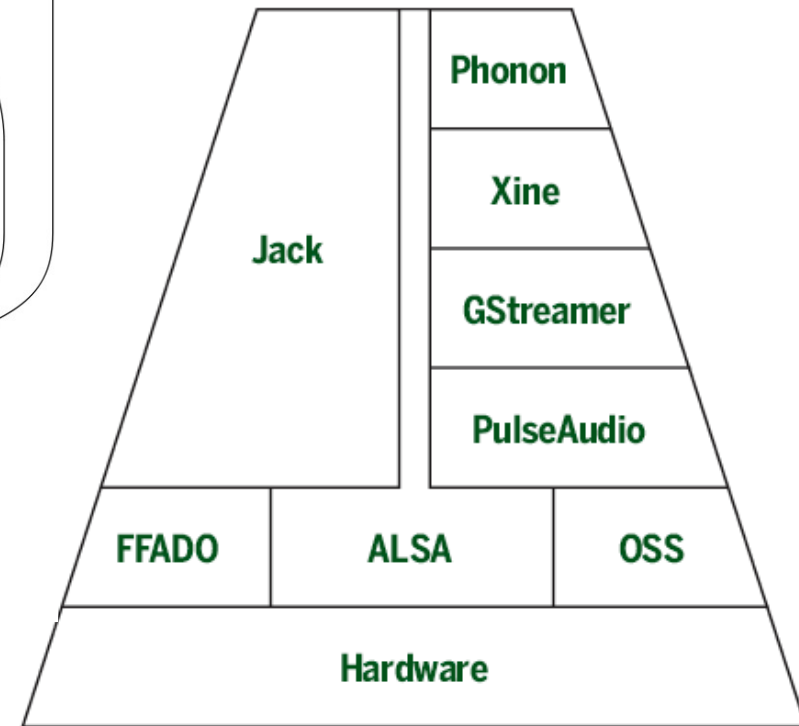 Phonon
Xine
Jack
GStreamer
PulseAudio
FFADO ALSA OSS
Hardware